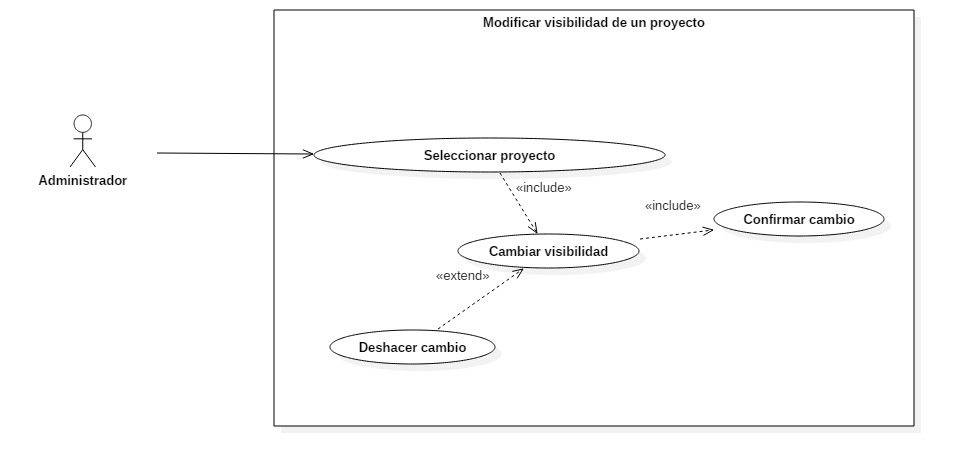 Modificar visibilidad de un proyecto
Seleccionar proyecto
Administrador
«include»
«include»
Confirmar cambio
Cambiar visibilidad
«extend»
Deshacer cambio